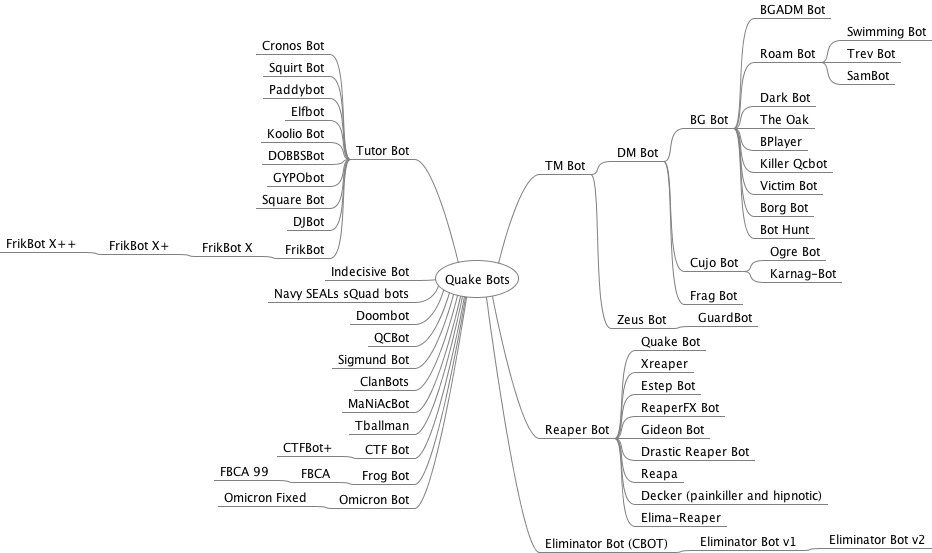 Quake Bots
Tutor Bot
Cronos Bot
Squirt Bot
Paddybot
Elfbot
Koolio Bot
DOBBSBot
GYPObot
Square Bot
DJBot
FrikBot
FrikBot X
FrikBot X+
FrikBot X++
Indecisive Bot
Navy SEALs sQuad bots
Doombot
QCBot
Sigmund Bot
ClanBots
MaNiAcBot
Tballman
CTF Bot
CTFBot+
Frog Bot
FBCA
FBCA 99
Omicron Bot
Omicron Fixed
TM Bot
DM Bot
BG Bot
BGADM Bot
Roam Bot
Swimming Bot
Trev Bot
SamBot
Dark Bot
The Oak
BPlayer
Killer Qcbot
Victim Bot
Borg Bot
Bot Hunt
Cujo Bot
Ogre Bot
Karnag-Bot
Frag Bot
Zeus Bot
GuardBot
Reaper Bot
Quake Bot
Xreaper
Estep Bot
ReaperFX Bot
Gideon Bot
Drastic Reaper Bot
Reapa
Decker (painkiller and hipnotic)
Elima-Reaper
Eliminator Bot (CBOT)
Eliminator Bot v1
Eliminator Bot v2